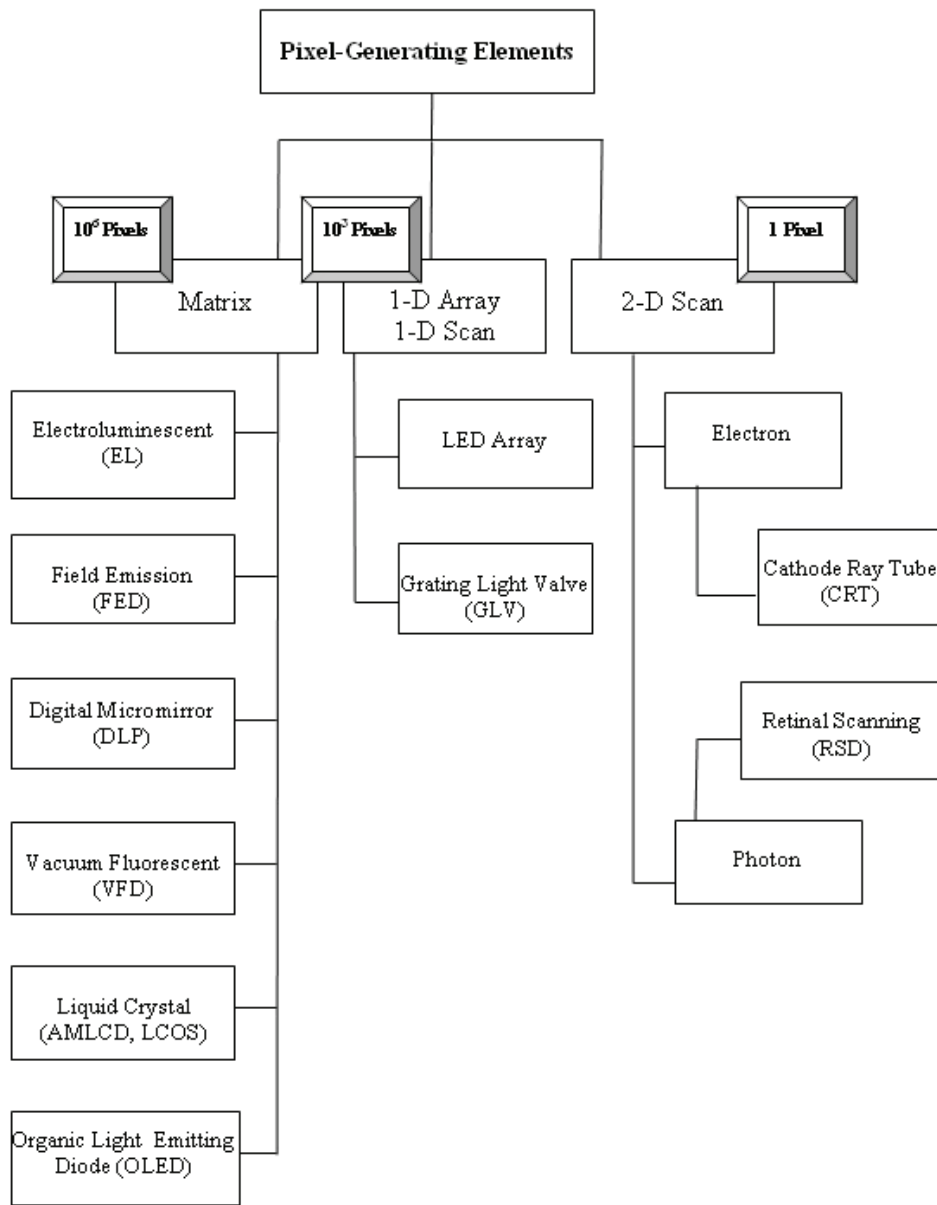 Pixel-Generating Elements
10⁶ Pixels
10³ Pixels
1 Pixel
Matrix
1-D Array
1-D Scan
2-D Scan
Electroluminescent
(EL)
Field Emission
(FED)
Digital Micromirror
(DLP)
Vacuum Fluorescent
(VFD)
Liquid Crystal
(AMLCD, LCOS)
Organic Light Emitting
Diode (OLED)
LED Array
Grating Light Valve
(GLV)
Electron
Cathode Ray Tube
(CRT)
Retinal Scanning
(RSD)
Photon